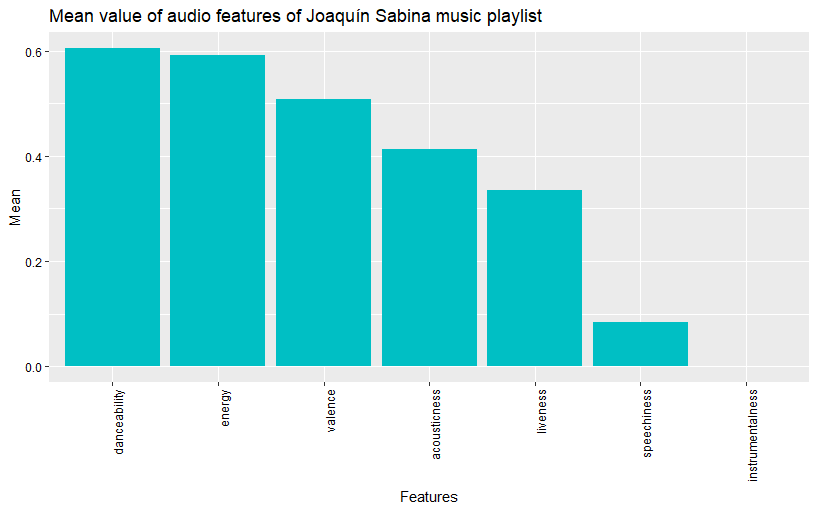 Mean value of audio features of Joaquín Sabina music playlist
Mean
0.6
0.4
0.2
0.0
danceability
energy
valence
acousticness
liveness
speechiness
instrumentalness
Features